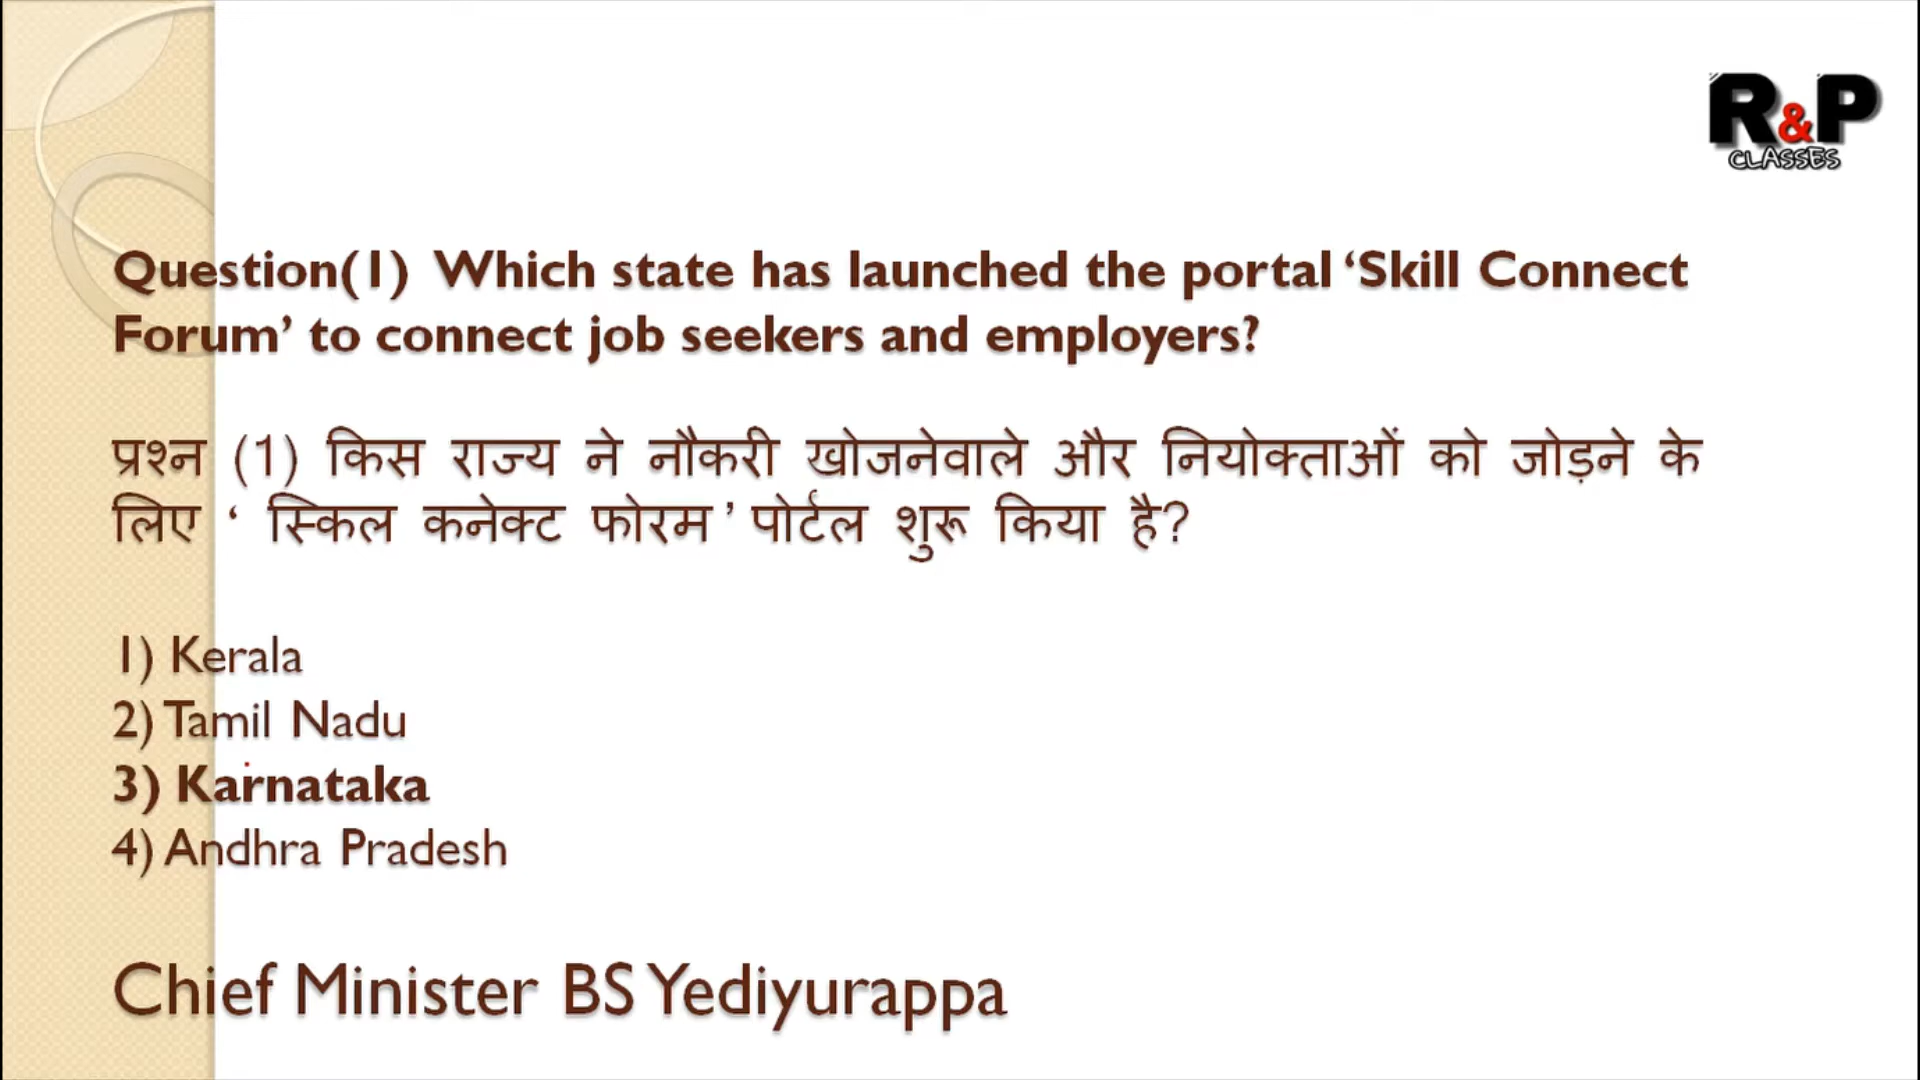 R&P
CLASSES
Question(1) Which state has launched the portal ‘Skill Connect
Forum’ to connect job seekers and employers?
प्रश्न (1) किस राज्य ने नौकरी खोजनेवाले और नियोक्ताओं को जोड़ने के
लिए ‘ स्किल कनेक्ट फोरम ’ पोर्टल शुरू किया है?
1) Kerala
2) Tamil Nadu
3) Karnataka
4) Andhra Pradesh
Chief Minister BS Yediyurappa